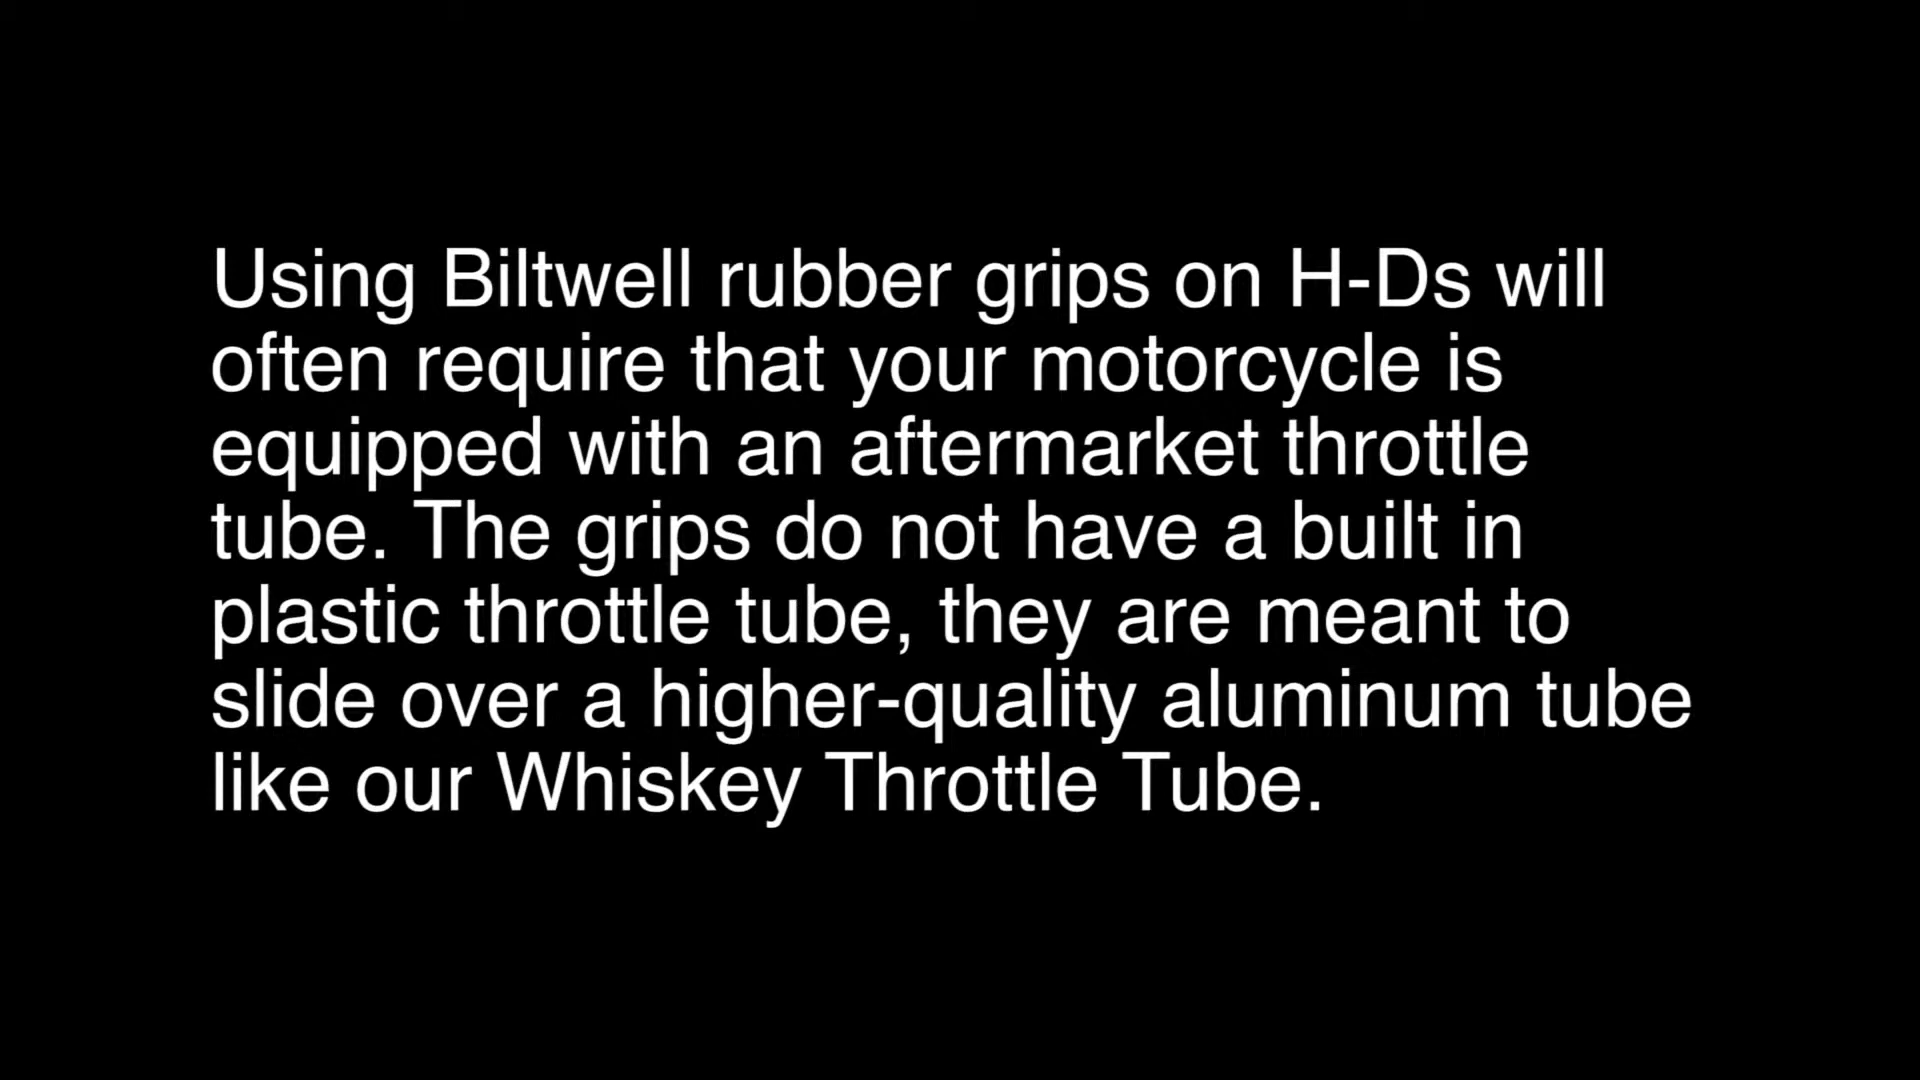 Using Biltwell rubber grips on H-Ds will
often require that your motorcycle is
equipped with an aftermarket throttle
tube. The grips do not have a built in
plastic throttle tube, they are meant to
slide over a higher-quality aluminum tube
like our Whiskey Throttle Tube.